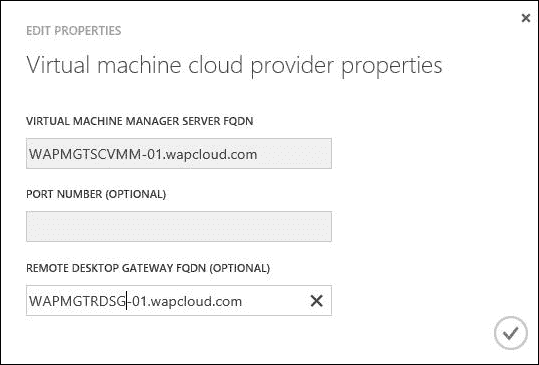 EDIT PROPERTIES
Virtual machine cloud provider properties
VIRTUAL MACHINE MANAGER SERVER FQDN
WAPMGTSCVMM-01.wapcloud.com
PORT NUMBER (OPTIONAL)
REMOTE DESKTOP GATEWAY FQDN (OPTIONAL)
WAPMGTRDSG-01.wapcloud.com